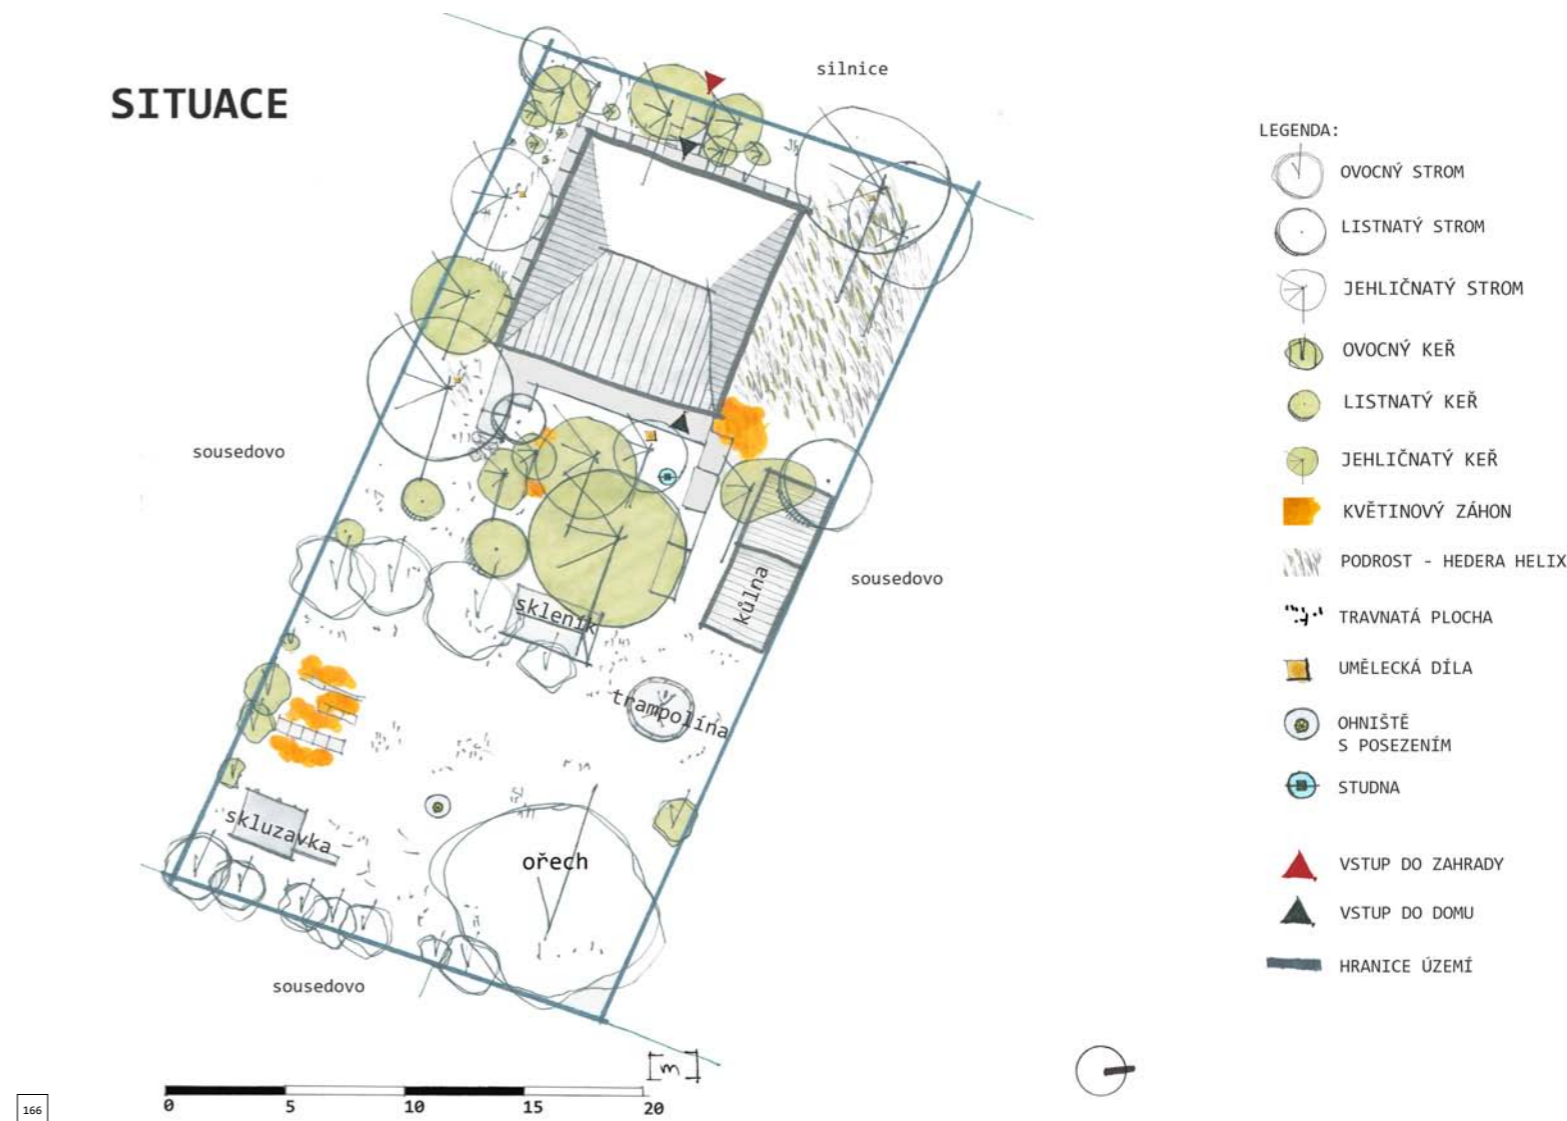 SITUACE
silnice
sousedovo
sousedovo
sousedovo
skleník
kůlna
trampolína
skluzavka
ořech
LEGENDA:
OVOCNÝ STROM
LISTNATÝ STROM
JEHLIČNATÝ STROM
OVOCNÝ KEŘ
LISTNATÝ KEŘ
JEHLIČNATÝ KEŘ
KVĚTINOVÝ ZÁHON
PODROST - HEDERA HELIX
TRAVNATÁ PLOCHA
UMĚLECKÁ DÍLA
OHNIŠTĚ
S POSEZENÍM
STUDNA
VSTUP DO ZAHRADY
VSTUP DO DOMU
HRANICE ÚZEMÍ
[m]
0 5 10 15 20
166